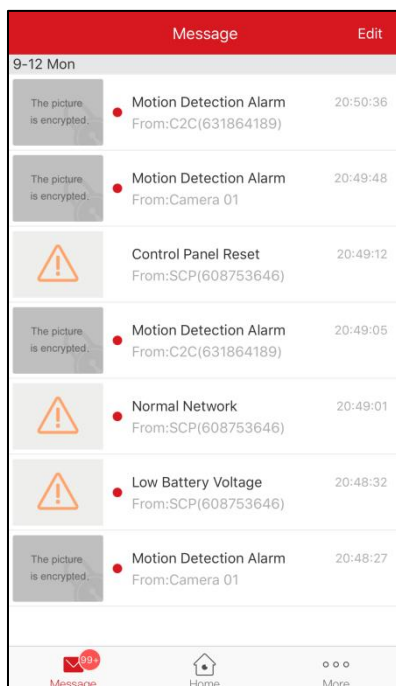 Message
Edit
9-12 Mon
The picture
is encrypted.
Motion Detection Alarm
20:50:36
From:C2C(631864189)
The picture
is encrypted.
Motion Detection Alarm
20:49:48
From:Camera 01
Control Panel Reset
20:49:12
From:SCP(608753646)
The picture
is encrypted.
Motion Detection Alarm
20:49:05
From:C2C(631864189)
Normal Network
20:49:01
From:SCP(608753646)
Low Battery Voltage
20:48:32
From:SCP(608753646)
The picture
is encrypted.
Motion Detection Alarm
20:48:27
From:Camera 01
99+
Message
Home
More